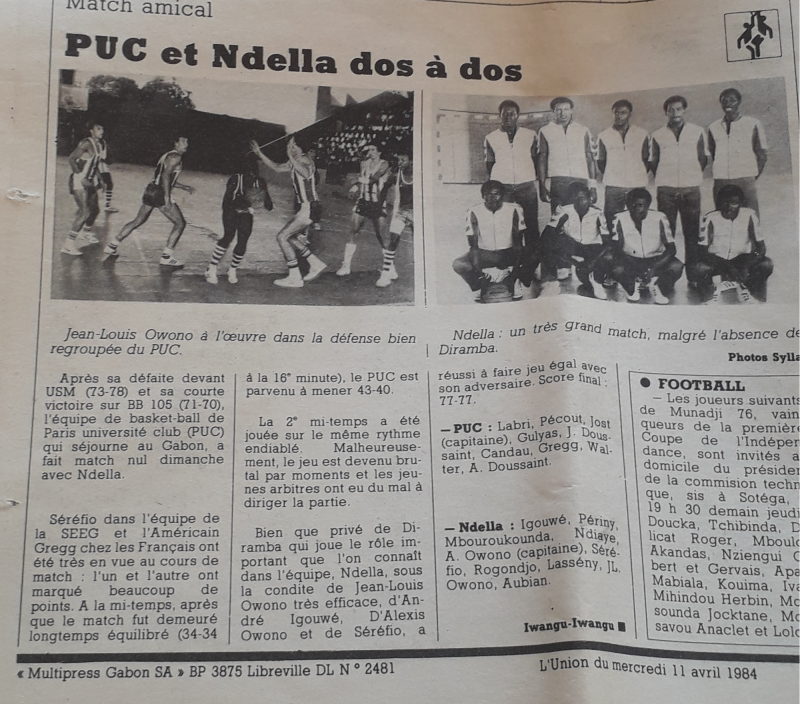 Match amical
PUC et Ndella dos à dos
Jean-Louis Owono à l'œuvre dans la défense bien
regroupée du PUC.
Ndella : un très grand match, malgré l'absence de
Diramba.
Photos Sylla
Après sa défaite devant
USM (73-78) et sa courte
victoire sur BB 105 (71-70),
l'équipe de basket-ball de
Paris université club (PUC)
qui séjourne au Gabon, a
fait match nul dimanche
avec Ndella.
Séréfio dans l'équipe de
la SEEG et l'Américain
Gregg chez les Français ont
été très en vue au cours de
match : l'un et l'autre ont
marqué beaucoup de
points. A la mi-temps, après
que le match fut demeuré
longtemps équilibré (34-34
à la 16e minute), le PUC est
parvenu à mener 43-40.
La 2e mi-temps a été
jouée sur le même rythme
endiablé. Malheureuse-
ment, le jeu est devenu bru-
tal par moments et les jeu-
nes arbitres ont eu du mal à
diriger la partie.
Bien que privé de Di-
ramba qui joue le rôle im-
portant que l'on connaît
dans l'équipe, Ndella, sous
la condite de Jean-Louis
Owono très efficace, d'An-
dré Igouwé, D'Alexis
Owono et de Séréfio, a
réussi à faire jeu égal avec
son adversaire. Score final :
77-77.
— PUC : Labri, Pécout, Jost
(capitaine), Gulyas, J. Dous-
saint, Candau, Gregg, Wal-
ter, A. Doussaint.
— Ndella : Igouwé, Périny,
Mbouroukounda, Ndiaye,
A. Owono (capitaine), Séré-
fio, Rogondjo, Lassény, JL.
Owono, Aubian.
Iwangu-Iwangu ■
● FOOTBALL
— Les joueurs suivants
de Munadji 76, vain-
queurs de la première
Coupe de l'Indépen-
dance, sont invités a
domicile du présiden
de la commision techn
que, sis à Sotéga,
19 h 30 demain jeudi
Doucka, Tchibinda, D
licat Roger, Mboulo
Akandas, Nziengui G
bert et Gervais, Apa
Mabiala, Kouima, Iva
Mihindou Herbin, Mo
sounda Jocktane, Mo
savou Anaclet et Lolo
« Multipress Gabon SA » BP 3875 Libreville DL N° 2481
L'Union du mercredi 11 avril 1984